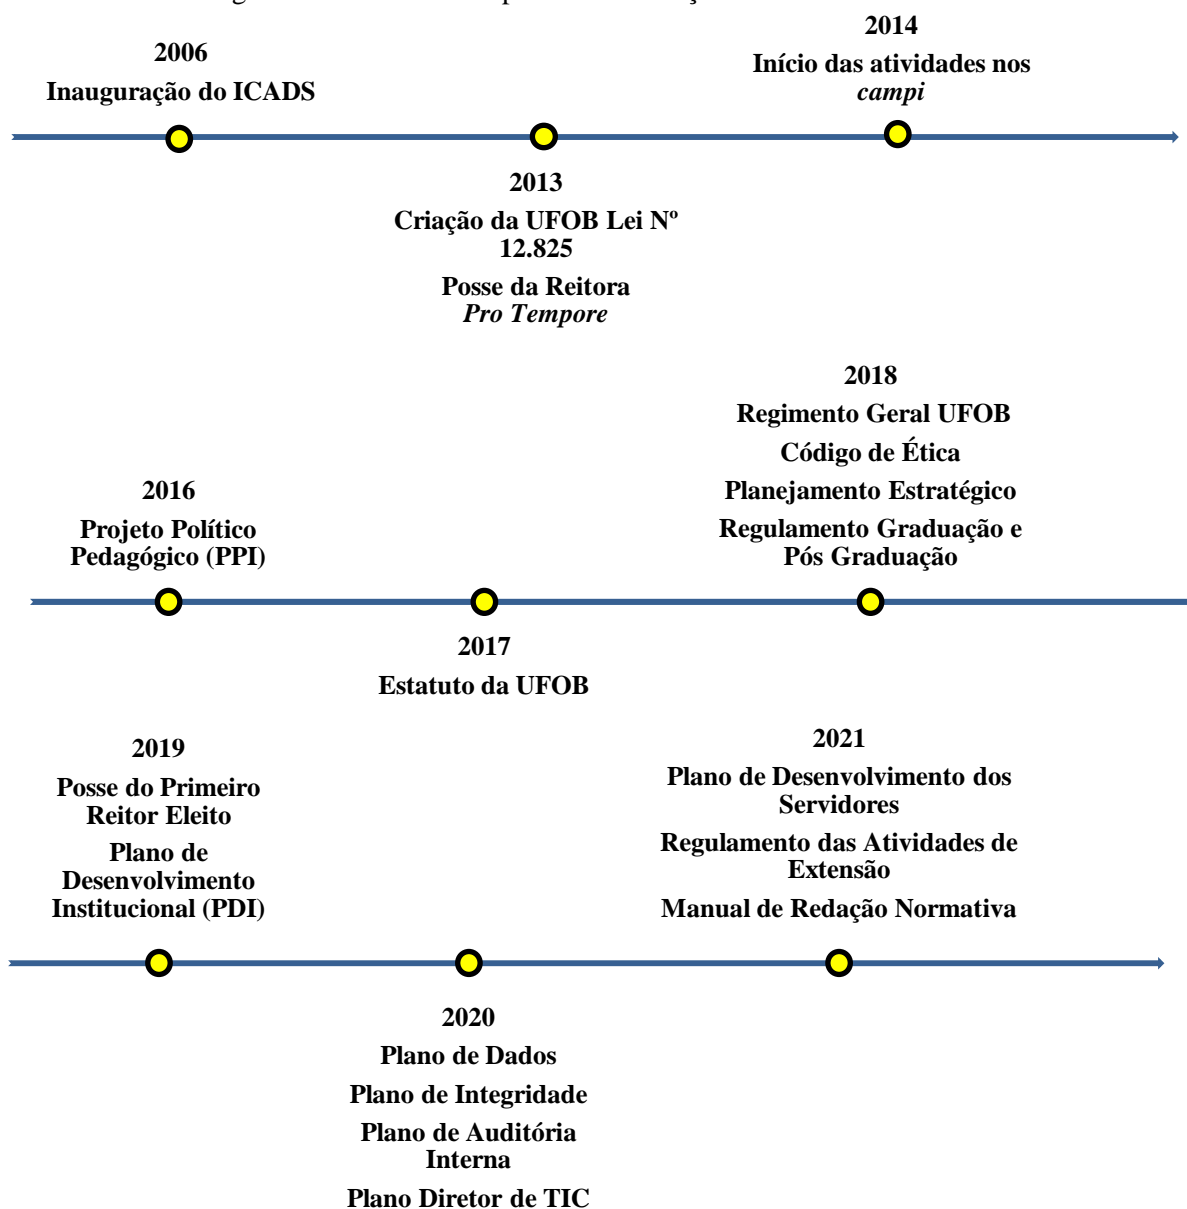 2006
Inauguração do ICADS
2014
Início das atividades nos
campi
2013
Criação da UFOB Lei Nº
12.825
Posse da Reitora
Pro Tempore
2016
Projeto Político
Pedagógico (PPI)
2017
Estatuto da UFOB
2018
Regimento Geral UFOB
Código de Ética
Planejamento Estratégico
Regulamento Graduação e
Pós Graduação
2019
Posse do Primeiro
Reitor Eleito
Plano de
Desenvolvimento
Institucional (PDI)
2020
Plano de Dados
Plano de Integridade
Plano de Auditória
Interna
Plano Diretor de TIC
2021
Plano de Desenvolvimento dos
Servidores
Regulamento das Atividades de
Extensão
Manual de Redação Normativa